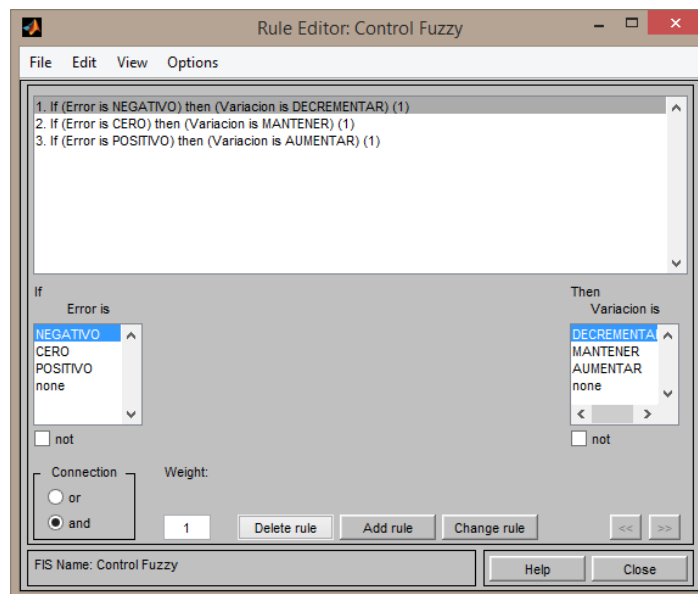 Rule Editor: Control Fuzzy
File Edit View Options
1. If (Error is NEGATIVO) then (Variacion is DECREMENTAR) (1)
2. If (Error is CERO) then (Variacion is MANTENER) (1)
3. If (Error is POSITIVO) then (Variacion is AUMENTAR) (1)
If
Error is
NEGATIVO
CERO
POSITIVO
none
not
Then
Variacion is
DECREMENTA
MANTENER
AUMENTAR
none
not
Connection
or
and
Weight:
1
Delete rule
Add rule
Change rule
<<
>>
FIS Name: Control Fuzzy
Help
Close